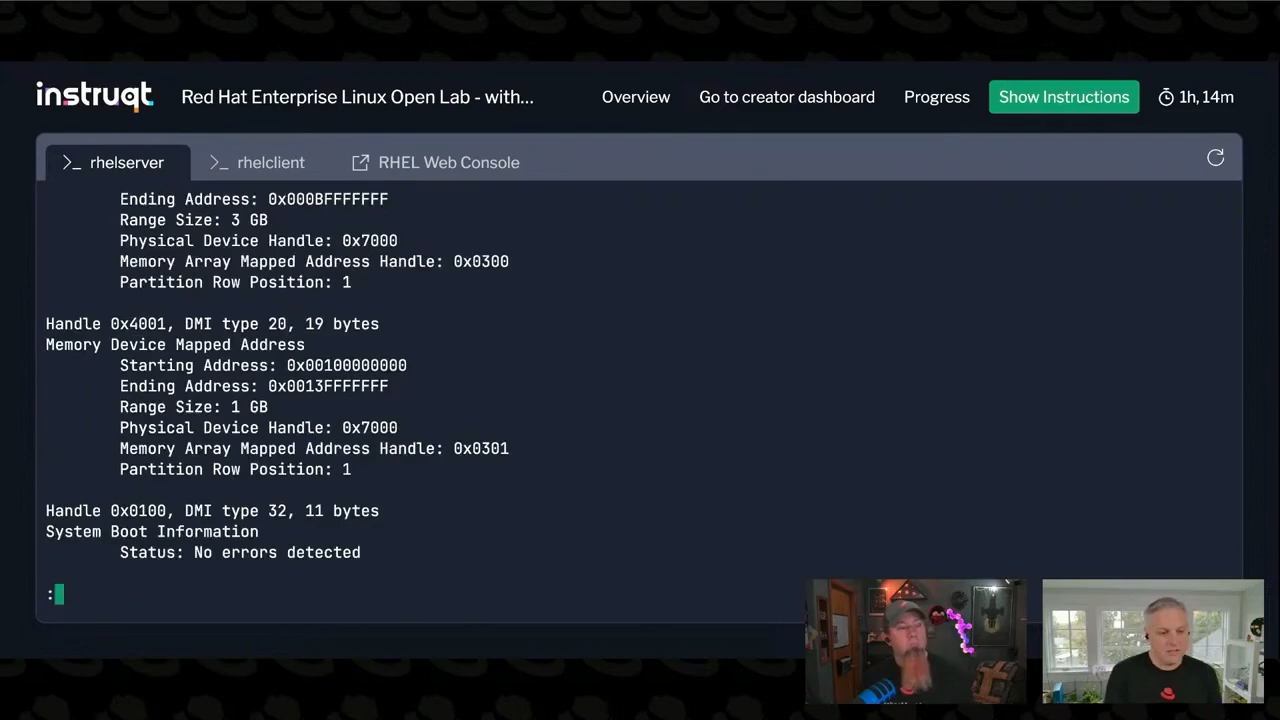 instruqt
Red Hat Enterprise Linux Open Lab - with...
Overview
Go to creator dashboard
Progress
Show Instructions
1h, 14m
>_ rhelserver
>_ rhelclient
RHEL Web Console
Ending Address: 0x000BFFFFFFF
Range Size: 3 GB
Physical Device Handle: 0x7000
Memory Array Mapped Address Handle: 0x0300
Partition Row Position: 1
Handle 0x4001, DMI type 20, 19 bytes
Memory Device Mapped Address
Starting Address: 0x00100000000
Ending Address: 0x0013FFFFFFF
Range Size: 1 GB
Physical Device Handle: 0x7000
Memory Array Mapped Address Handle: 0x0301
Partition Row Position: 1
Handle 0x0100, DMI type 32, 11 bytes
System Boot Information
Status: No errors detected
: